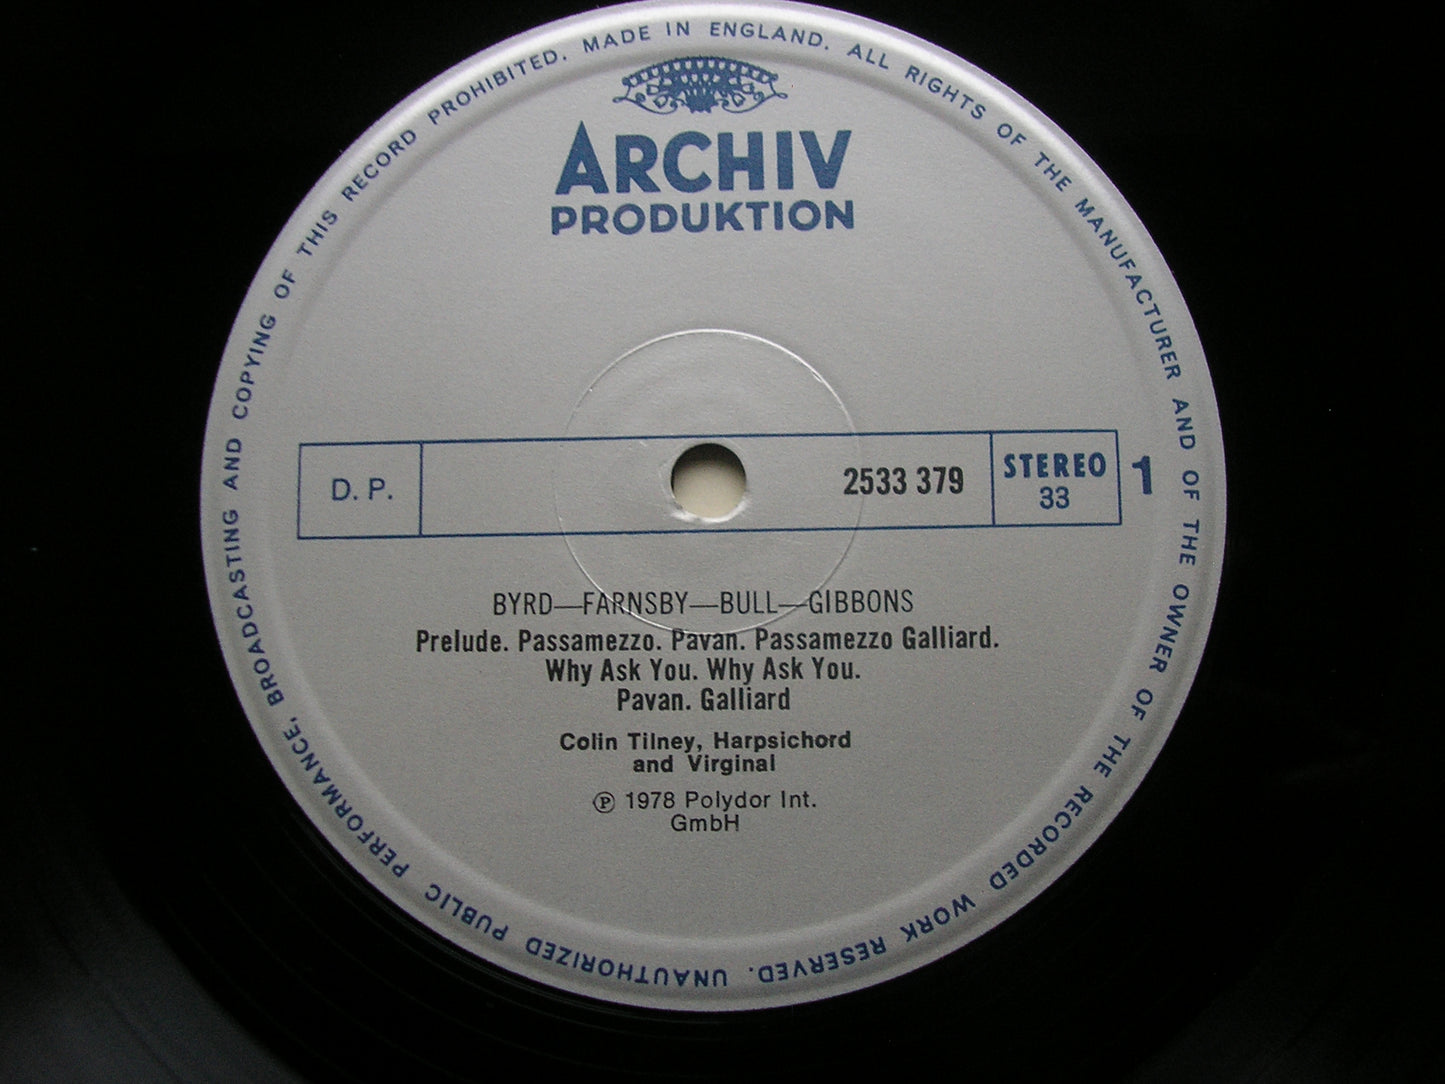 MADE IN ENGLAND. ALL RIGHTS OF THE MANUFACTURER AND OF THE OWNER OF THE RECORDED WORK RESERVED. UNAUTHORIZED PUBLIC PERFORMANCE, BROADCASTING AND COPYING OF THIS RECORD PROHIBITED.
ARCHIV
PRODUKTION
D. P. 2533 379 STEREO 33 1
BYRD—FARNSBY—BULL—GIBBONS
Prelude. Passamezzo. Pavan. Passamezzo Galliard.
Why Ask You. Why Ask You.
Pavan. Galliard
Colin Tilney, Harpsichord
and Virginal
℗ 1978 Polydor Int.
GmbH